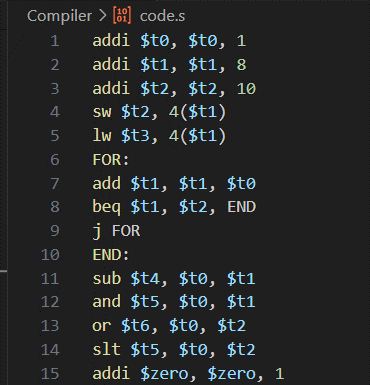 Compiler > code.s
1 addi $t0, $t0, 1
2 addi $t1, $t1, 8
3 addi $t2, $t2, 10
4 sw $t2, 4($t1)
5 lw $t3, 4($t1)
6 FOR:
7 add $t1, $t1, $t0
8 beq $t1, $t2, END
9 j FOR
10 END:
11 sub $t4, $t0, $t1
12 and $t5, $t0, $t1
13 or $t6, $t0, $t2
14 slt $t5, $t0, $t2
15 addi $zero, $zero, 1